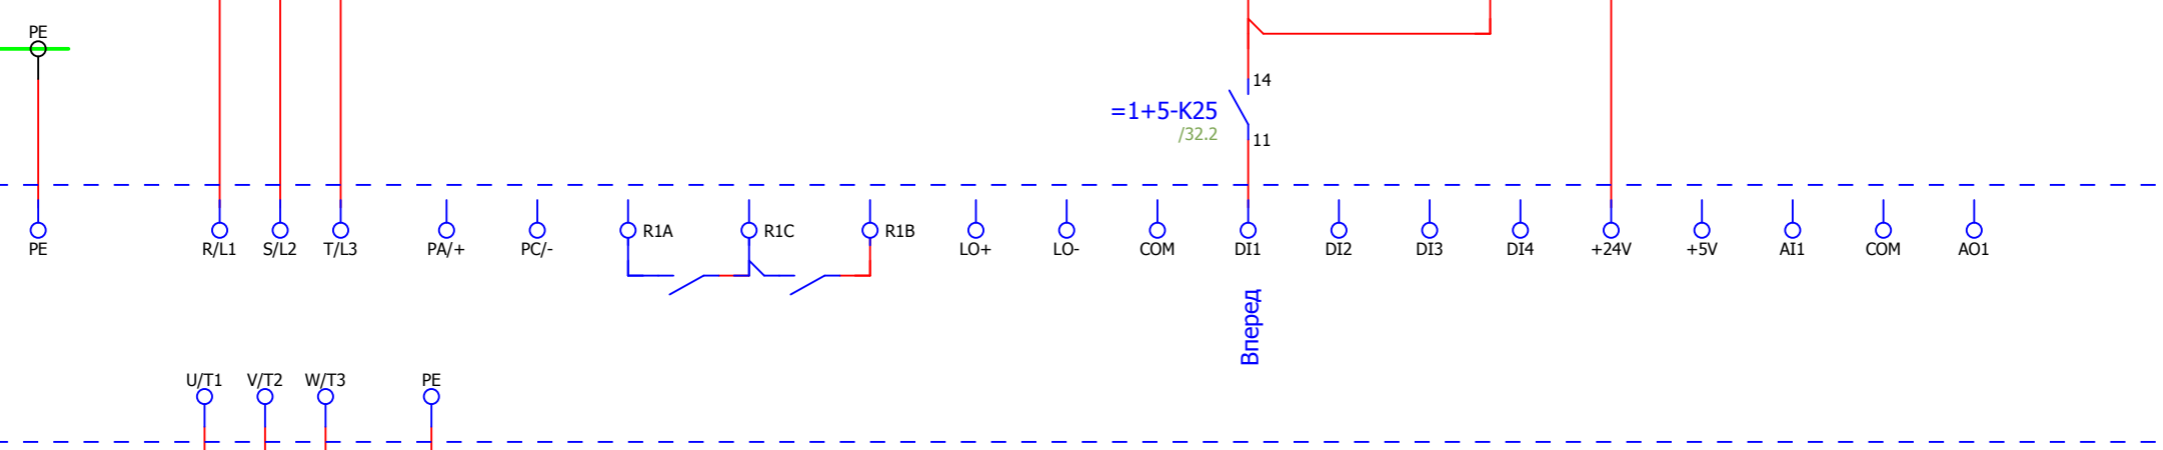 PE
14
=1+5-K25
/32.2
11
PE
R/L1
S/L2
T/L3
PA/+
PC/-
R1A
R1C
R1B
LO+
LO-
COM
DI1
DI2
DI3
DI4
+24V
+5V
AI1
COM
AO1
Вперед
U/T1
V/T2
W/T3
PE